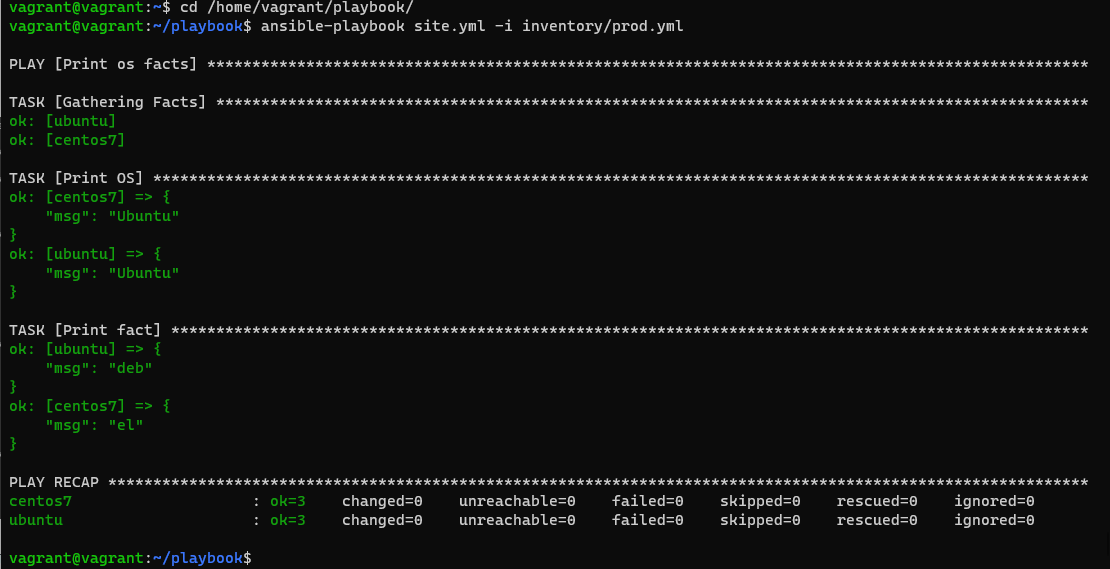 vagrant@vagrant:~$ cd /home/vagrant/playbook/
vagrant@vagrant:~/playbook$ ansible-playbook site.yml -i inventory/prod.yml

PLAY [Print os facts] **************************************************************************************************

TASK [Gathering Facts] *************************************************************************************************
ok: [ubuntu]
ok: [centos7]

TASK [Print OS] ********************************************************************************************************
ok: [centos7] => {
    "msg": "Ubuntu"
}
ok: [ubuntu] => {
    "msg": "Ubuntu"
}

TASK [Print fact] ******************************************************************************************************
ok: [ubuntu] => {
    "msg": "deb"
}
ok: [centos7] => {
    "msg": "el"
}

PLAY RECAP *************************************************************************************************************
centos7                    : ok=3    changed=0    unreachable=0    failed=0    skipped=0    rescued=0    ignored=0
ubuntu                     : ok=3    changed=0    unreachable=0    failed=0    skipped=0    rescued=0    ignored=0

vagrant@vagrant:~/playbook$